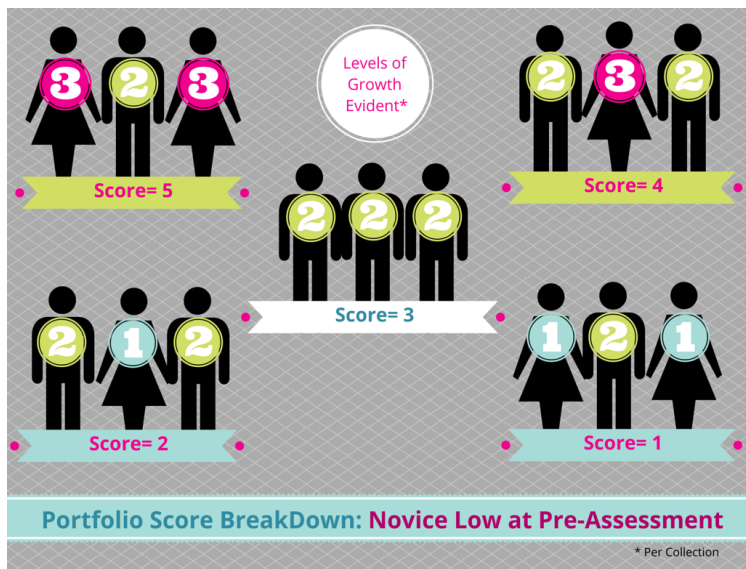 3 2 3
Score= 5
Levels of
Growth
Evident*
2 3 2
Score= 4
2 2 2
Score= 3
2 1 2
Score= 2
1 2 1
Score= 1
Portfolio Score BreakDown: Novice Low at Pre-Assessment
* Per Collection